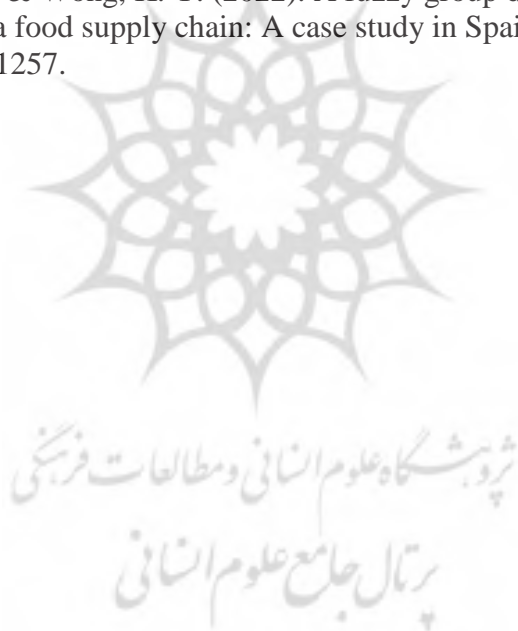 & Wong, K. Y. (2022). A fuzzy group d
a food supply chain: A case study in Spai
1257.
پژوهشگاه علوم انسانی و مطالعات فرهنگی
پرتال جامع علوم انسانی